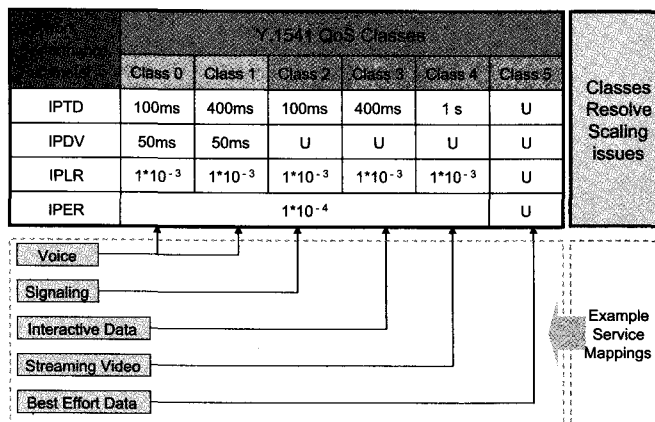 Y.1541 QoS Classes
Class 0 Class 1 Class 2 Class 3 Class 4 Class 5
IPTD 100ms 400ms 100ms 400ms 1 s U
IPDV 50ms 50ms U U U U
IPLR 1*10-3 1*10-3 1*10-3 1*10-3 1*10-3 U
IPER 1*10-4 U
Classes
Resolve
Scaling
issues
Voice
Signaling
Interactive Data
Streaming Video
Best Effort Data
Example
Service
Mappings